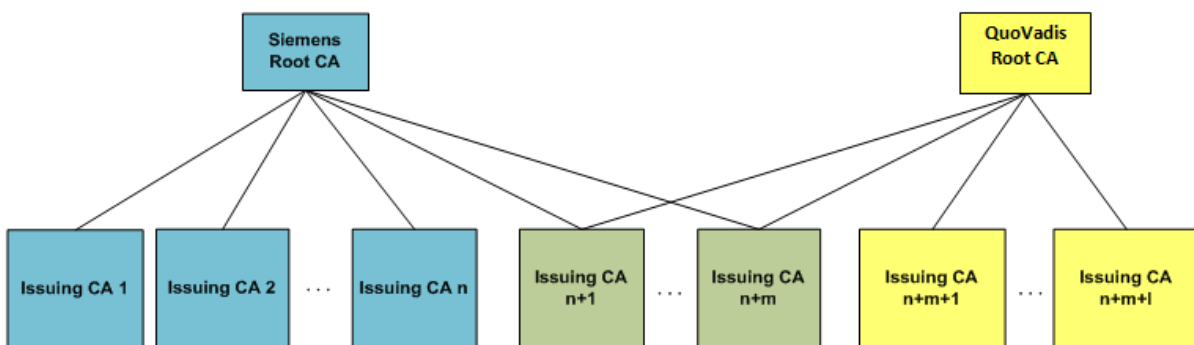 Siemens
Root CA
QuoVadis
Root CA
Issuing CA 1
Issuing CA 2
. . .
Issuing CA n
Issuing CA
n+1
. . .
Issuing CA
n+m
Issuing CA
n+m+1
. . .
Issuing CA
n+m+l